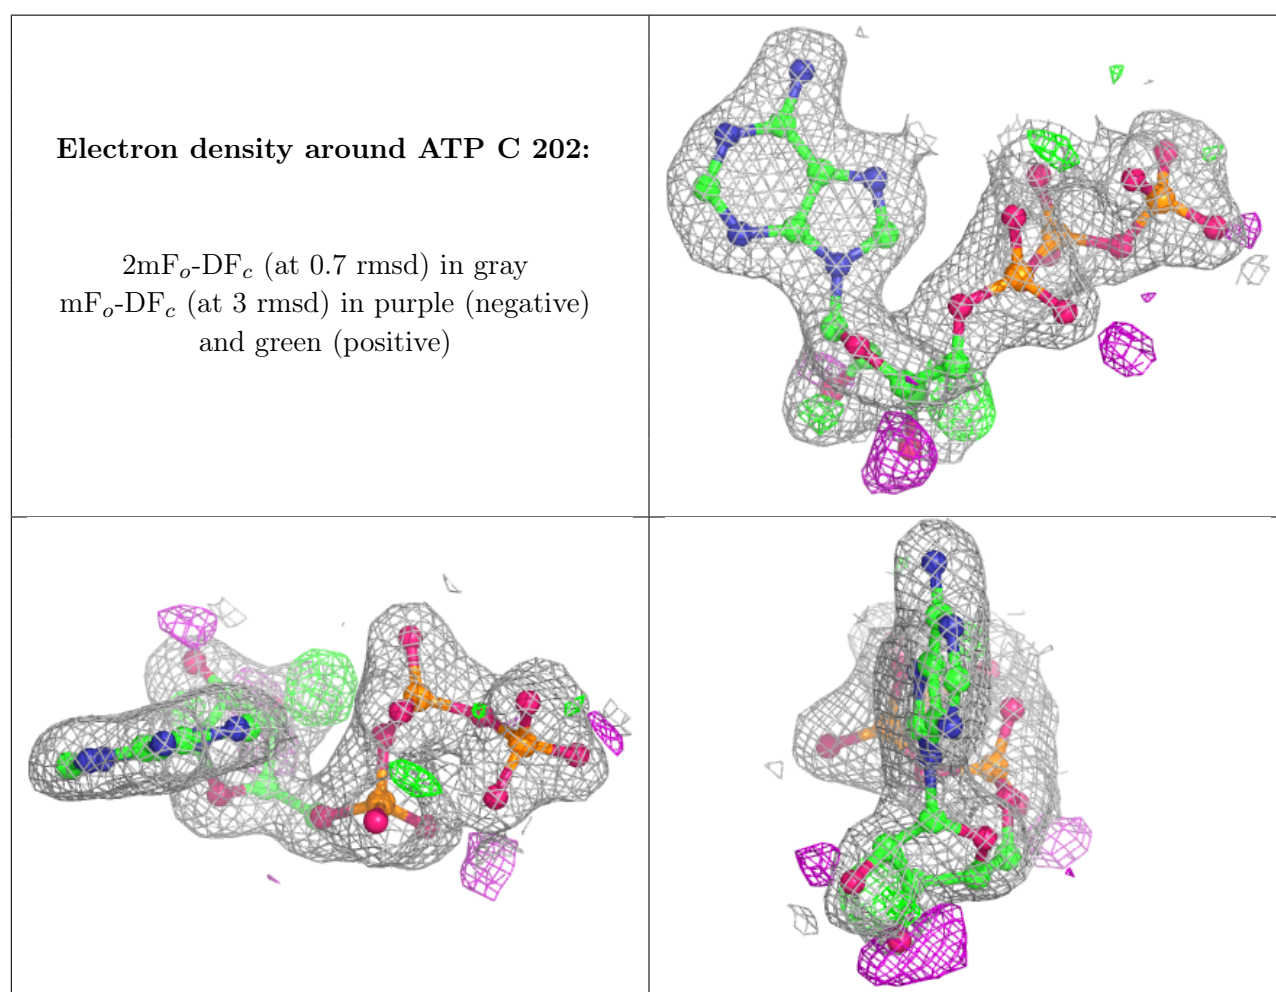 Electron density around ATP C 202:
2mFo-DFc (at 0.7 rmsd) in gray
mFo-DFc (at 3 rmsd) in purple (negative)
and green (positive)